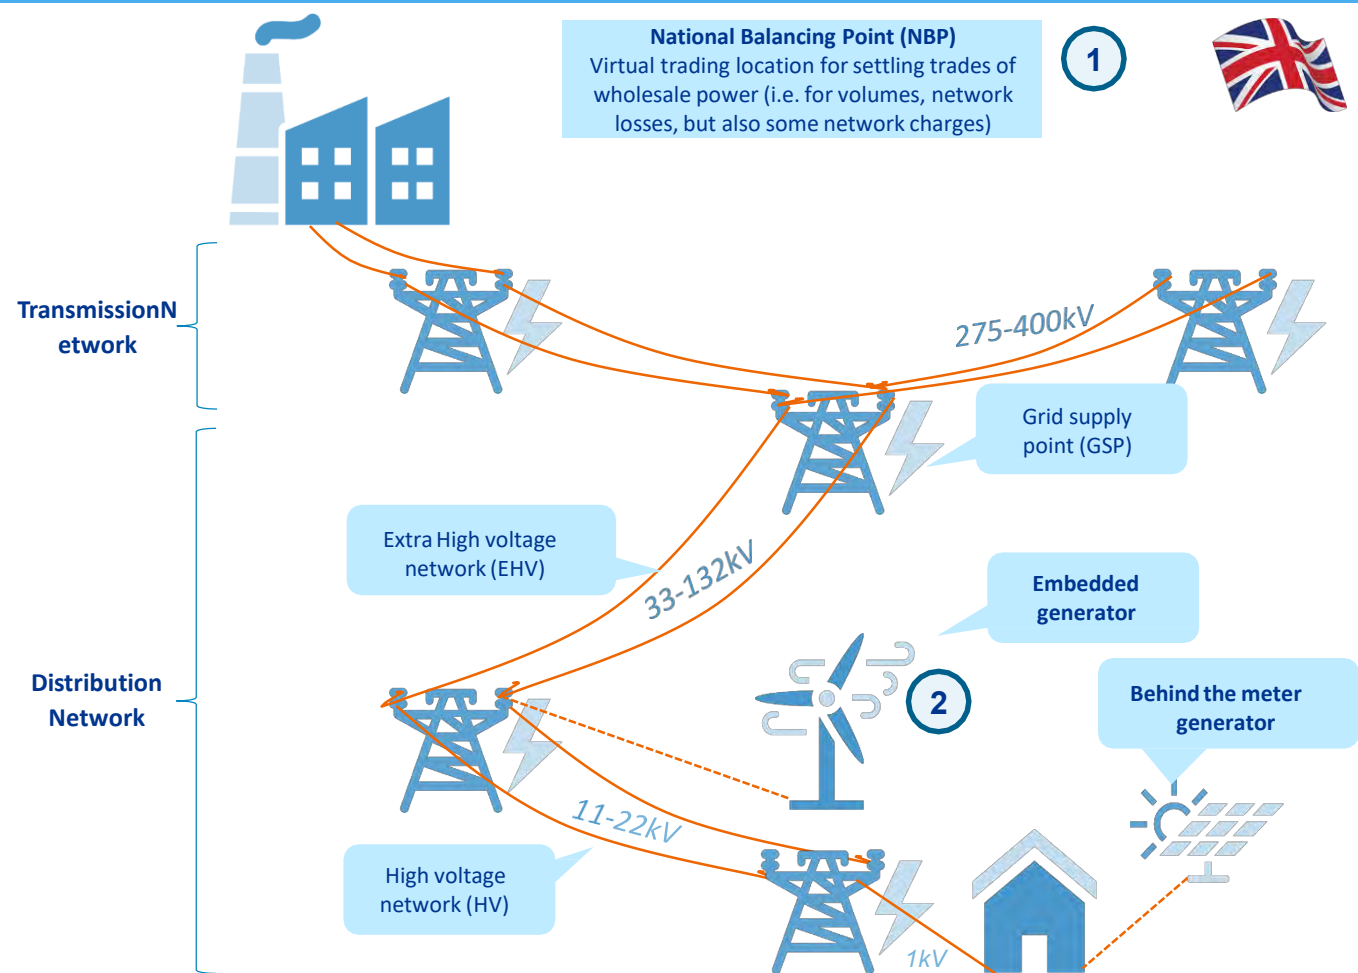 National Balancing Point (NBP)
Virtual trading location for settling trades of
wholesale power (i.e. for volumes, network
losses, but also some network charges)
1
TransmissionN
etwork
275-400kV
Grid supply
point (GSP)
Extra High voltage
network (EHV)
33-132kV
Embedded
generator
2
Distribution
Network
Behind the meter
generator
11-22kV
High voltage
network (HV)
1kV